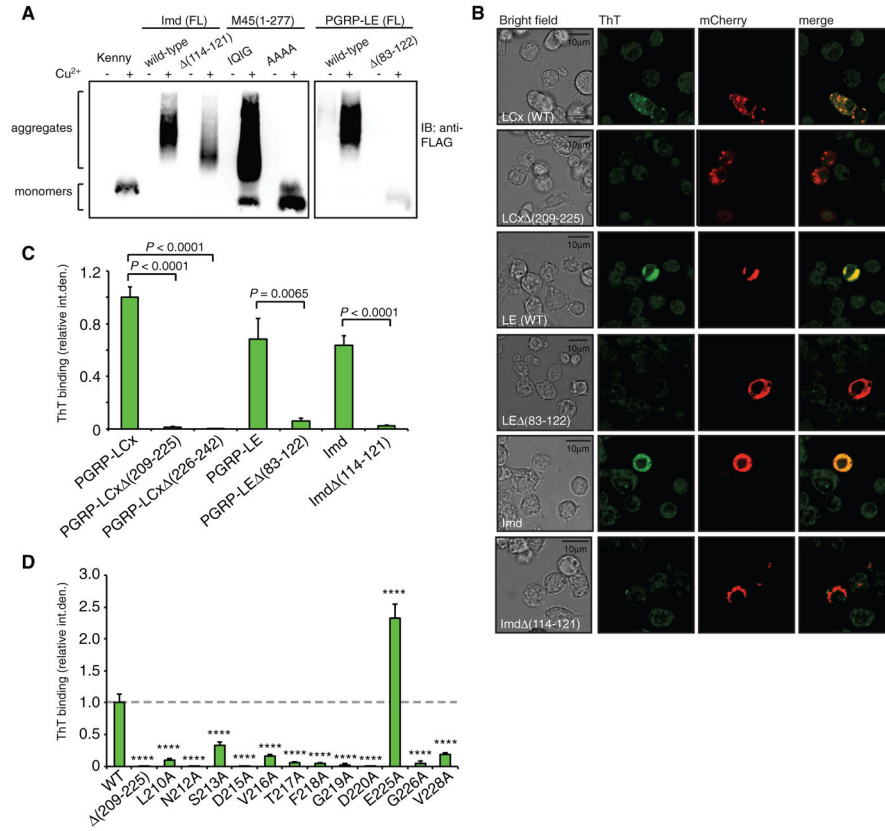 A
Imd (FL)
M45(1-277)
PGRP-LE (FL)
Kenny
wild-type
Δ(114-121)
IQIG
AAAA
wild-type
Δ(83-122)
Cu2+
- + - + - + - + - + - + - +
aggregates
monomers
IB: anti-
FLAG
B
Bright field ThT mCherry merge
10μm
LCx (WT)
LCxΔ(209-225)
10μm
LE (WT)
10μm
LEΔ(83-122)
10μm
Imd
10μm
ImdΔ(114-121)
C
ThT binding (relative int.den.)
1.2
0.8
0.4
0
P < 0.0001
P < 0.0001
P = 0.0065
P < 0.0001
PGRP-LCx
PGRP-LCxΔ(209-225)
PGRP-LCxΔ(226-242)
PGRP-LE
PGRP-LEΔ(83-122)
Imd
ImdΔ(114-121)
D
ThT binding (relative int.den.)
3.0
2.5
2.0
1.0
0.5
0
**** **** **** **** **** **** **** **** **** **** **** **** ****
WT
Δ(209-225)
L210A
N212A
S213A
D215A
V216A
T217A
F218A
G219A
D220A
E225A
G226A
V228A